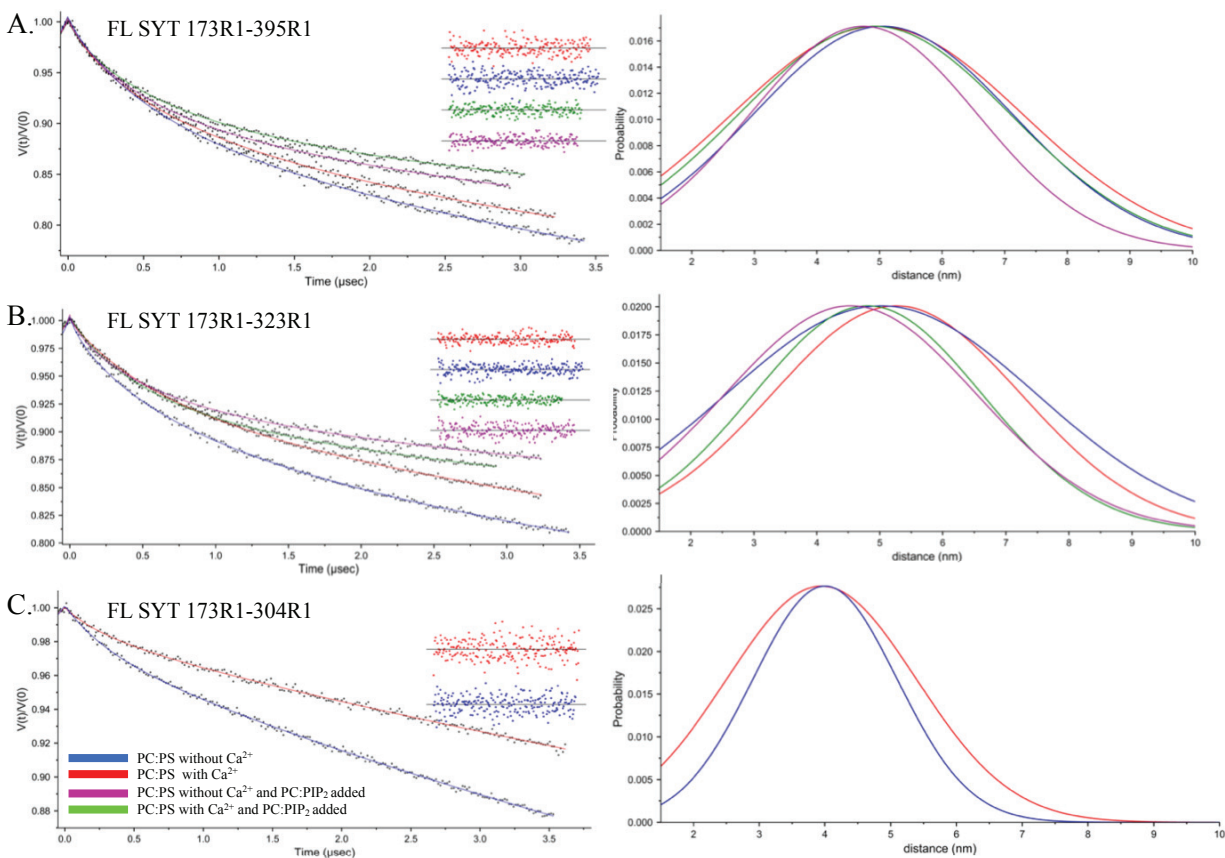 A.
FL SYT 173R1-395R1
1.00
0.95
0.90
0.85
0.80
V(t)/V(0)
0.0 0.5 1.0 1.5 2.0 2.5 3.0 3.5
Time (μsec)
0.016
0.014
0.012
0.010
0.008
0.006
0.004
0.002
0.000
Probability
2 3 4 5 6 7 8 9 10
distance (nm)
B.
FL SYT 173R1-323R1
1.000
0.975
0.950
0.925
0.900
0.875
0.850
0.825
0.800
V(t)/V(0)
0.0 0.5 1.0 1.5 2.0 2.5 3.0 3.5
Time (μsec)
0.0200
0.0175
0.0150
0.0125
0.0100
0.0075
0.0050
0.0025
0.0000
Probability
2 3 4 5 6 7 8 9 10
distance (nm)
C.
FL SYT 173R1-304R1
1.00
0.98
0.96
0.94
0.92
0.90
0.88
V(t)/V(0)
PC:PS without Ca²⁺
PC:PS with Ca²⁺
PC:PS without Ca²⁺ and PC:PIP₂ added
PC:PS with Ca²⁺ and PC:PIP₂ added
0.0 0.5 1.0 1.5 2.0 2.5 3.0 3.5
Time (μsec)
0.025
0.020
0.015
0.010
0.005
0.000
Probability
2 3 4 5 6 7 8 9 10
distance (nm)